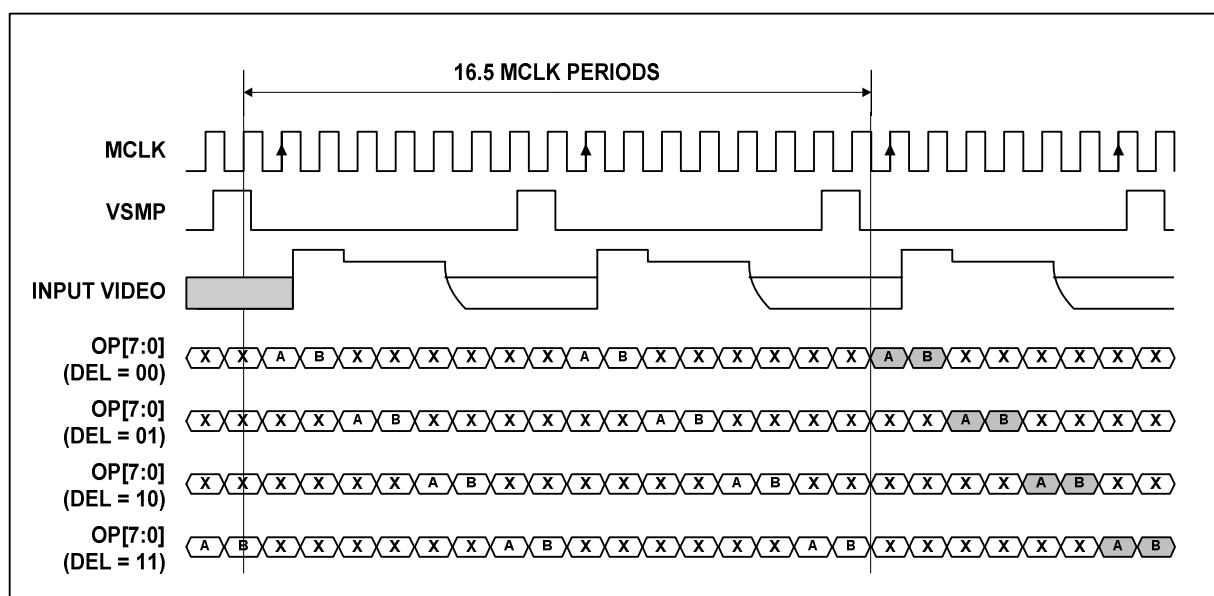 16.5 MCLK PERIODS
MCLK
VSMP
INPUT VIDEO
OP[7:0]
(DEL = 00)
X X A B X X X X X X A B X X X X X X A B X X X X X X
OP[7:0]
(DEL = 01)
X X X X A B X X X X X X A B X X X X X X A B X X X X
OP[7:0]
(DEL = 10)
X X X X X X A B X X X X X X A B X X X X X X A B X X
OP[7:0]
(DEL = 11)
A B X X X X X X A B X X X X X X A B X X X X X X A B